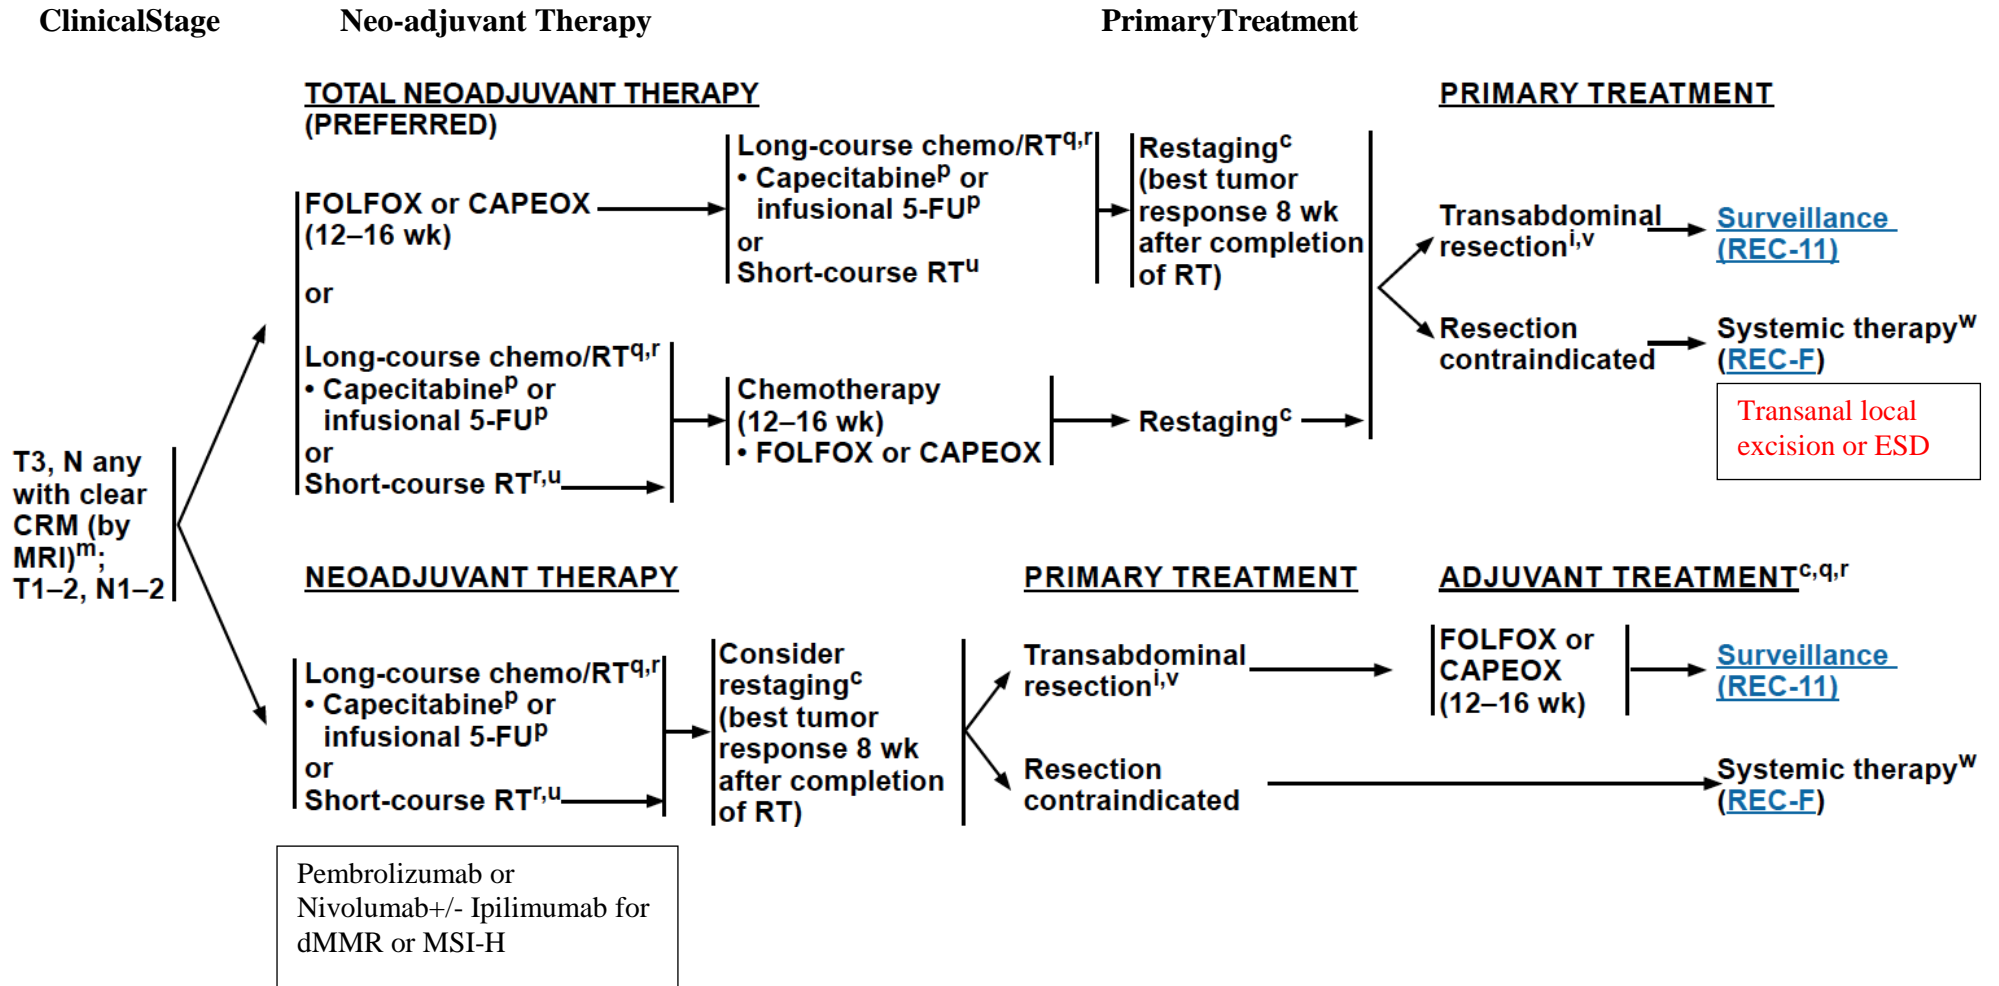 ClinicalStage
Neo-adjuvant Therapy
PrimaryTreatment
TOTAL NEOADJUVANT THERAPY
(PREFERRED)
PRIMARY TREATMENT
FOLFOX or CAPEOX
(12–16 wk)
or
Long-course chemo/RTq,r
• Capecitabinep or
infusional 5-FUp
or
Short-course RTr,u
Long-course chemo/RTq,r
• Capecitabinep or
infusional 5-FUp
or
Short-course RTu
Restagingc
(best tumor
response 8 wk
after completion
of RT)
Chemotherapy
(12–16 wk)
• FOLFOX or CAPEOX
Restagingc
Transabdominal
resectioni,v
Surveillance
(REC-11)
Resection
contraindicated
Systemic therapyw
(REC-F)
Transanal local
excision or ESD
T3, N any
with clear
CRM (by
MRI)m;
T1–2, N1–2
NEOADJUVANT THERAPY
PRIMARY TREATMENT
ADJUVANT TREATMENTc,q,r
Long-course chemo/RTq,r
• Capecitabinep or
infusional 5-FUp
or
Short-course RTr,u
Consider
restagingc
(best tumor
response 8 wk
after completion
of RT)
Transabdominal
resectioni,v
FOLFOX or
CAPEOX
(12–16 wk)
Surveillance
(REC-11)
Resection
contraindicated
Systemic therapyw
(REC-F)
Pembrolizumab or
Nivolumab+/- Ipilimumab for
dMMR or MSI-H